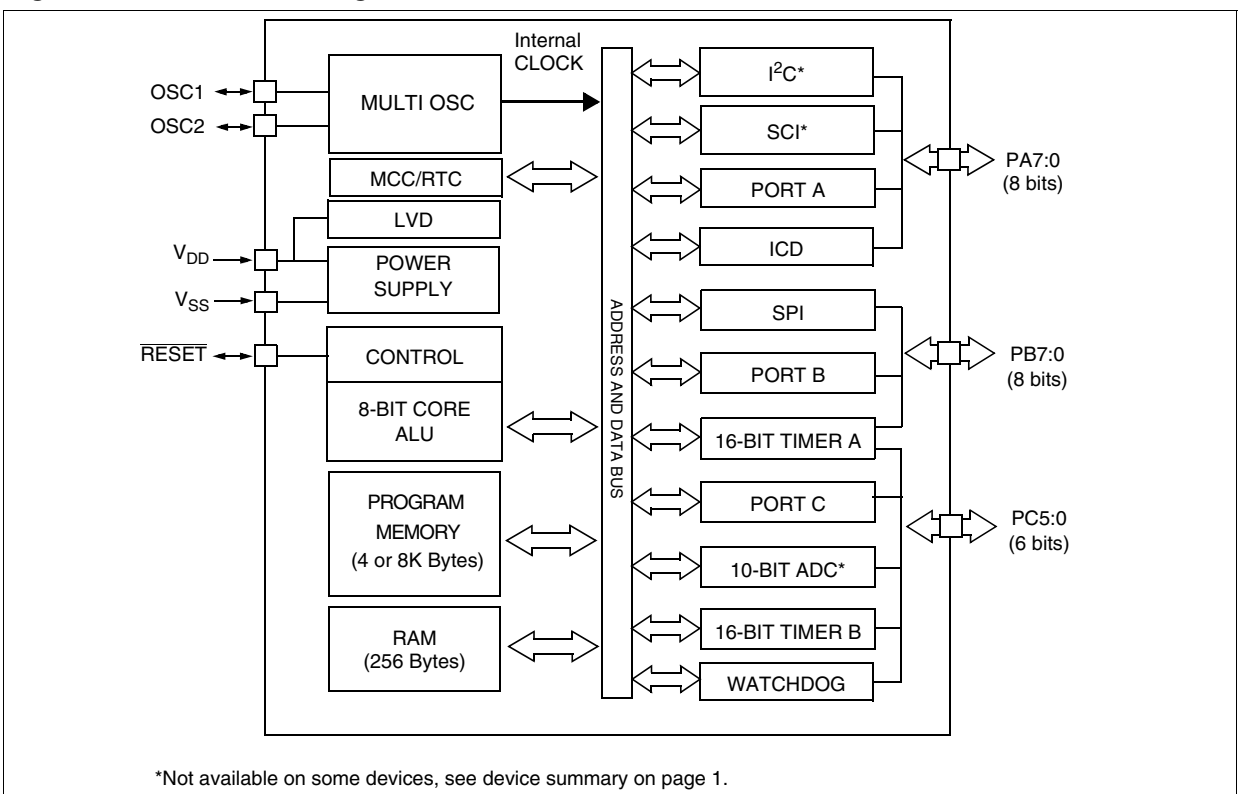 Internal
CLOCK
OSC1
OSC2
MULTI OSC
MCC/RTC
LVD
VDD
POWER
SUPPLY
VSS
RESET
CONTROL
8-BIT CORE
ALU
PROGRAM
MEMORY
(4 or 8K Bytes)
RAM
(256 Bytes)
ADDRESS AND DATA BUS
I²C*
SCI*
PORT A
ICD
PA7:0
(8 bits)
SPI
PORT B
16-BIT TIMER A
PB7:0
(8 bits)
PORT C
10-BIT ADC*
16-BIT TIMER B
WATCHDOG
PC5:0
(6 bits)
*Not available on some devices, see device summary on page 1.